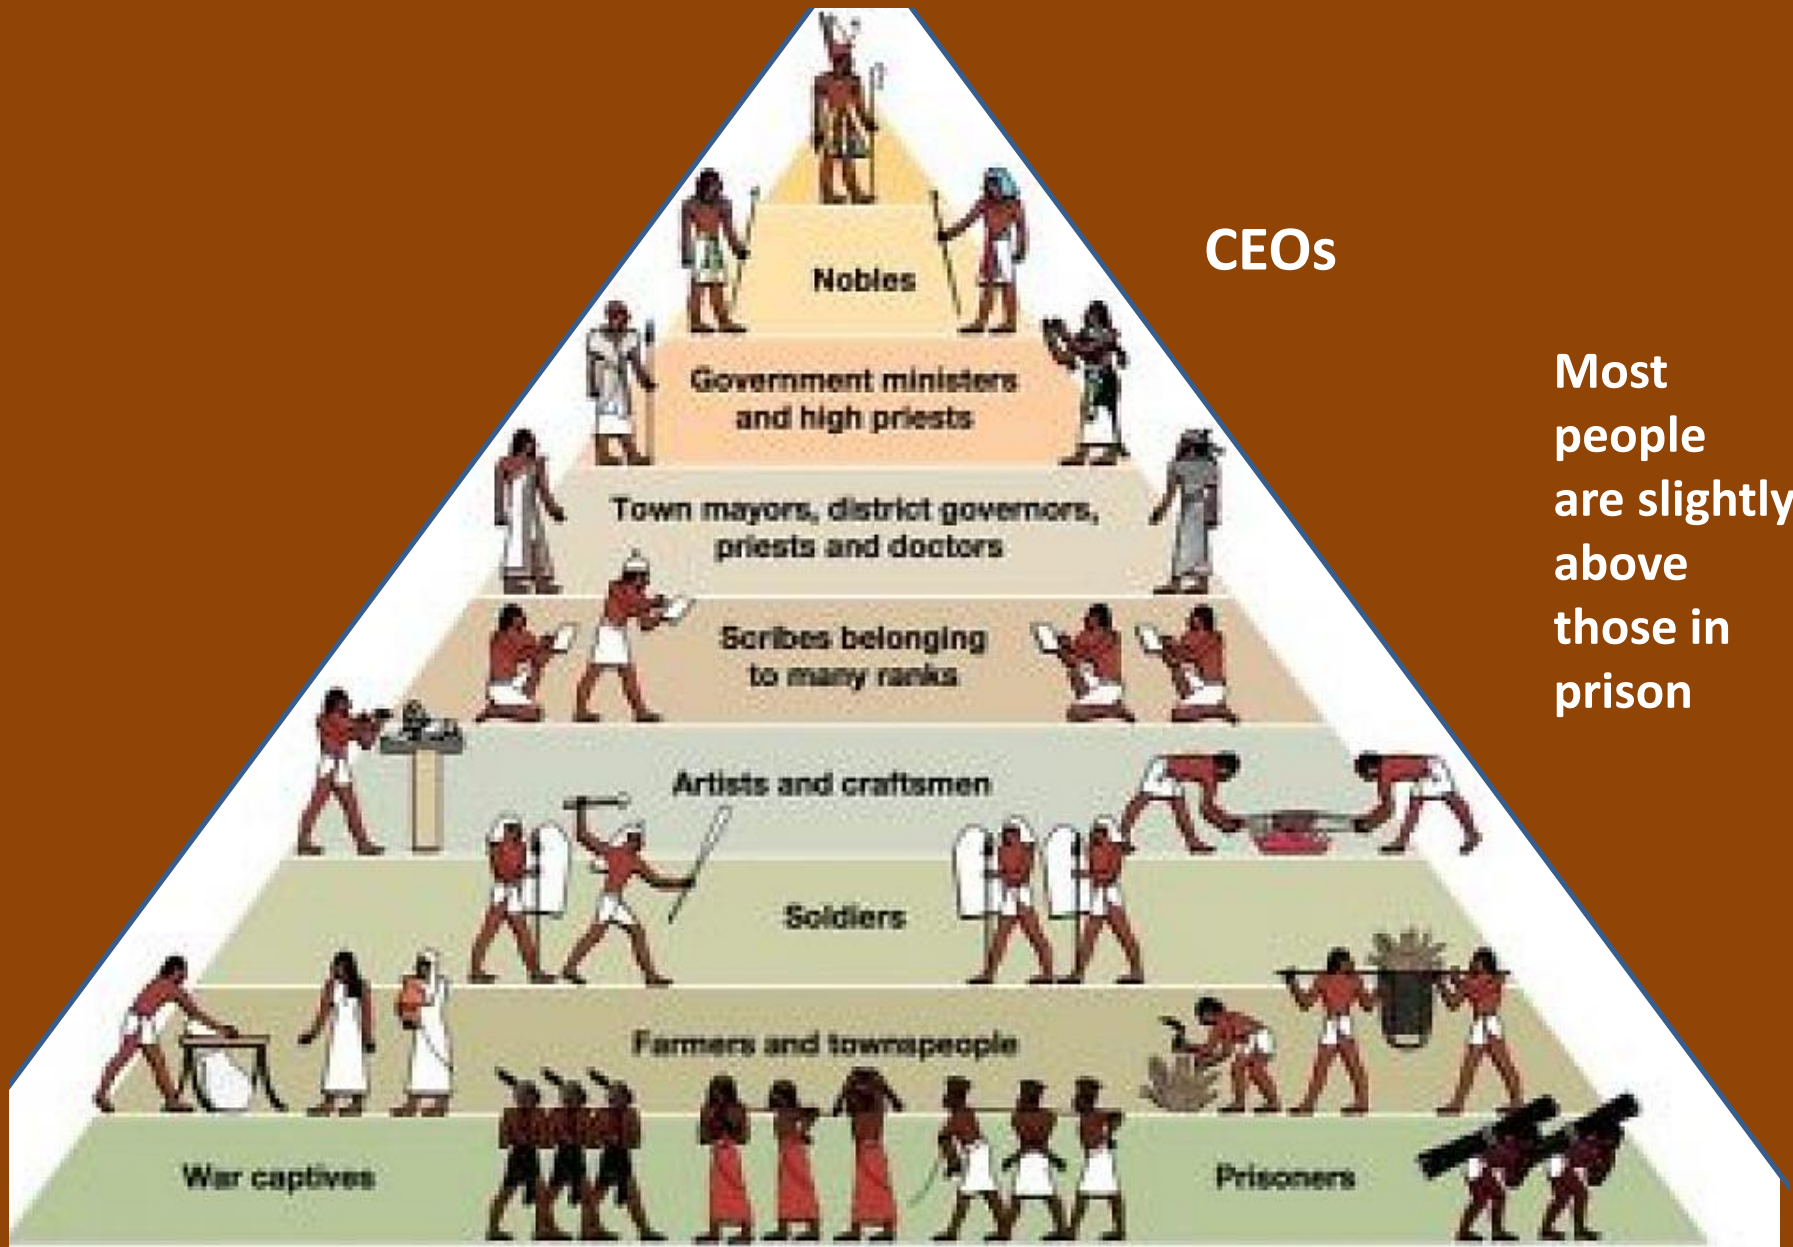 CEOs
Nobles
Most
people
are slightly
above
those in
prison
Government ministers
and high priests
Town mayors, district governors,
priests and doctors
Scribes belonging
to many ranks
Artists and craftsmen
Soldiers
Farmers and townspeople
War captives
Prisoners